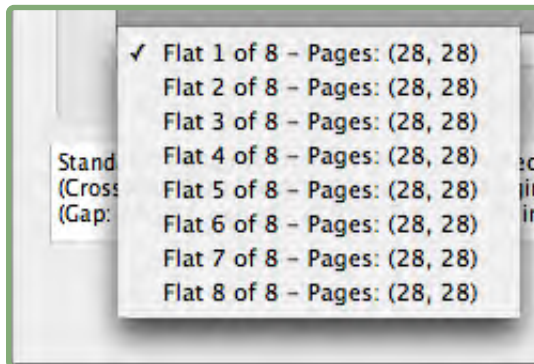 ✓ Flat 1 of 8 – Pages: (28, 28)
Flat 2 of 8 – Pages: (28, 28)
Flat 3 of 8 – Pages: (28, 28)
Flat 4 of 8 – Pages: (28, 28)
Flat 5 of 8 – Pages: (28, 28)
Flat 6 of 8 – Pages: (28, 28)
Flat 7 of 8 – Pages: (28, 28)
Flat 8 of 8 – Pages: (28, 28)
(Gap: